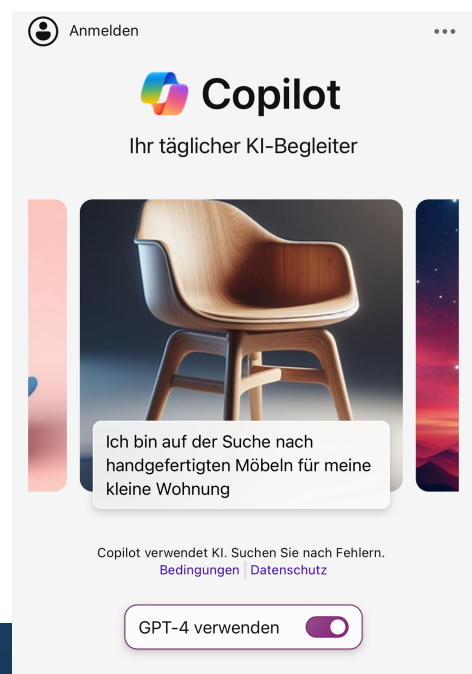 Anmelden
Copilot
Ihr täglicher KI-Begleiter
Ich bin auf der Suche nach
handgefertigten Möbeln für meine
kleine Wohnung
Copilot verwendet KI. Suchen Sie nach Fehlern.
Bedingungen | Datenschutz
GPT-4 verwenden